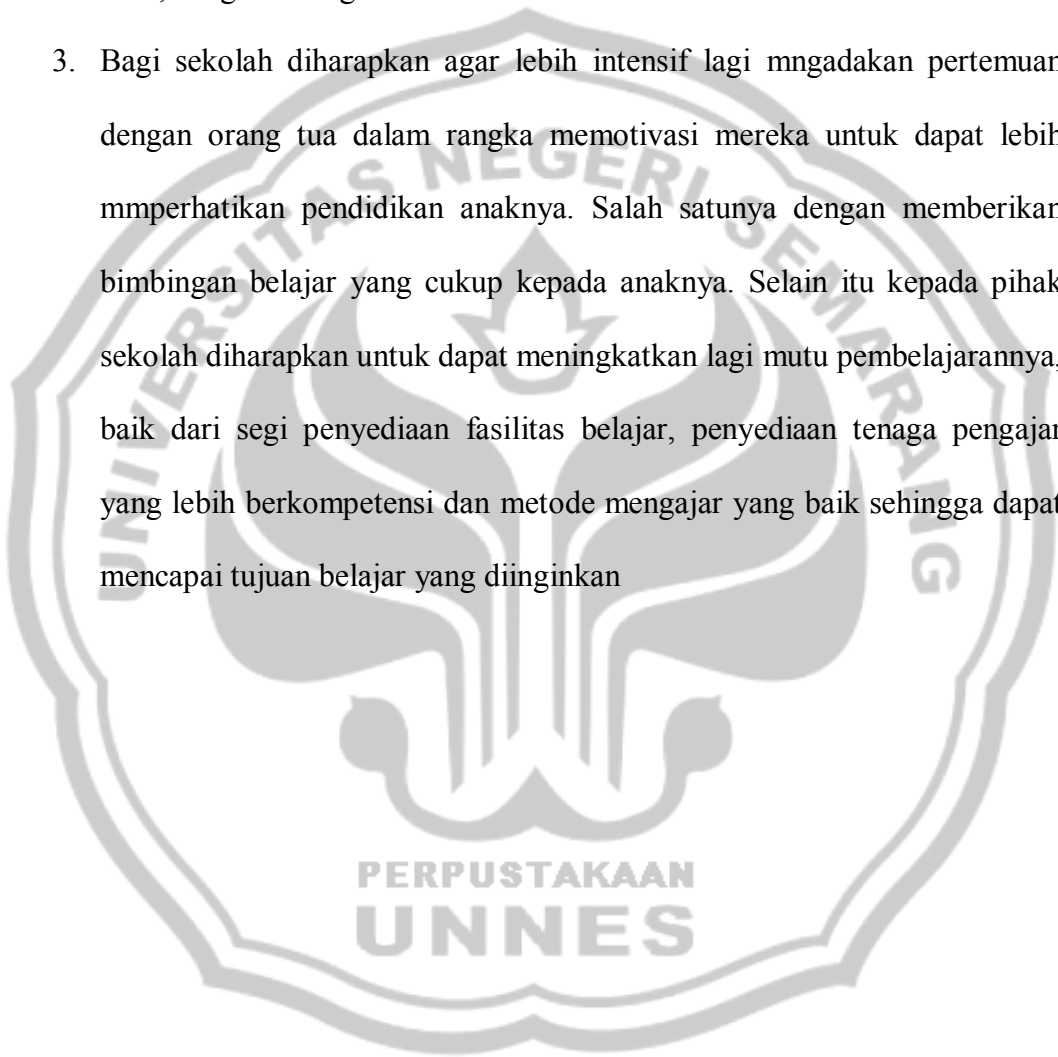 3. Bagi sekolah diharapkan agar lebih intensif lagi mngadakan pertemuan
dengan orang tua dalam rangka memotivasi mereka untuk dapat lebih
mmperhatikan pendidikan anaknya. Salah satunya dengan memberikan
bimbingan belajar yang cukup kepada anaknya. Selain itu kepada pihak
sekolah diharapkan untuk dapat meningkatkan lagi mutu pembelajarannya,
baik dari segi penyediaan fasilitas belajar, penyediaan tenaga pengajar
yang lebih berkompetensi dan metode mengajar yang baik sehingga dapat
mencapai tujuan belajar yang diinginkan
UNIVERSITAS NEGERI SEMARANG
PERPUSTAKAAN
UNNES